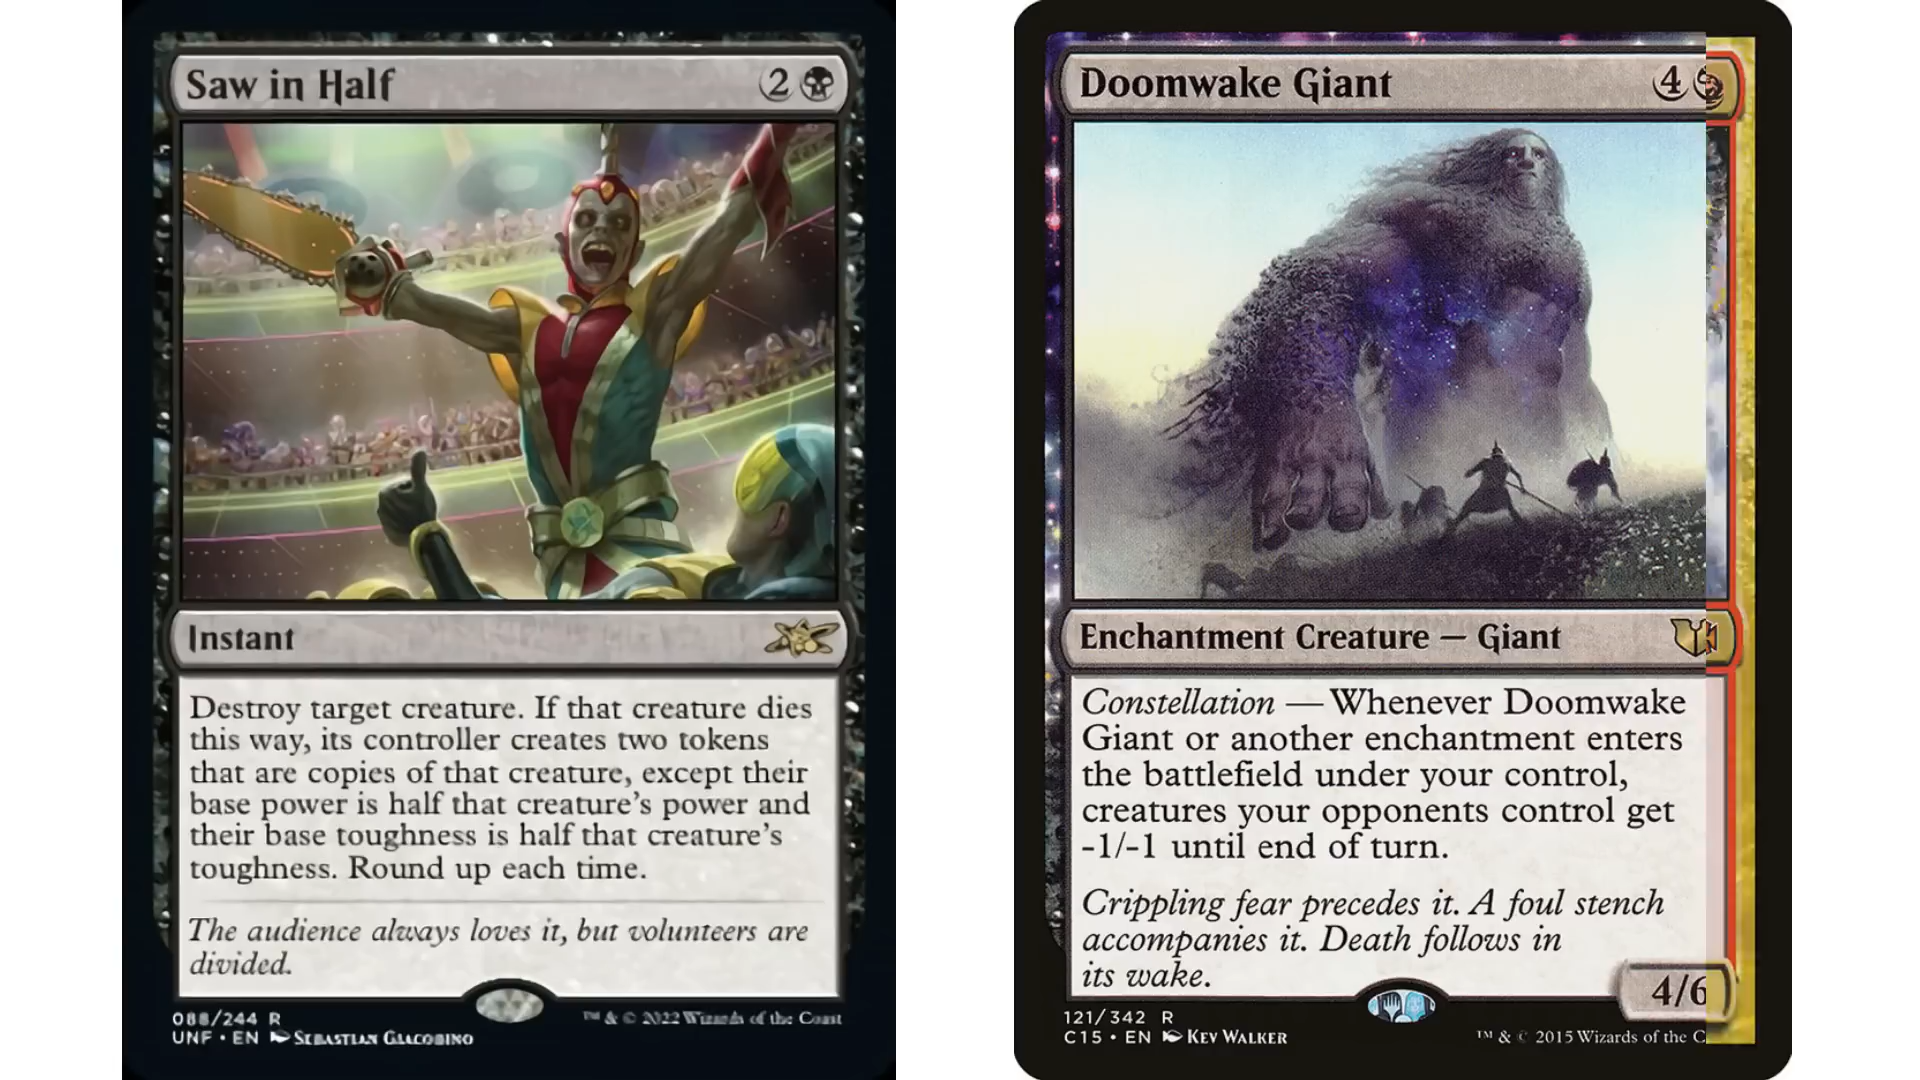 Saw in Half 2
Instant
Destroy target creature. If that creature dies
this way, its controller creates two tokens
that are copies of that creature, except their
base power is half that creature's power and
their base toughness is half that creature's
toughness. Round up each time.
The audience always loves it, but volunteers are
divided.
088/244 R
UNF • EN SEBASTIAN GIACOBINO
™ & © 2022 Wizards of the Coast
Doomwake Giant 4
Enchantment Creature — Giant
Constellation — Whenever Doomwake
Giant or another enchantment enters
the battlefield under your control,
creatures your opponents control get
-1/-1 until end of turn.
Crippling fear precedes it. A foul stench
accompanies it. Death follows in
its wake.
4/6
121/342 R
C15 • EN KEV WALKER
™ & © 2015 Wizards of the C